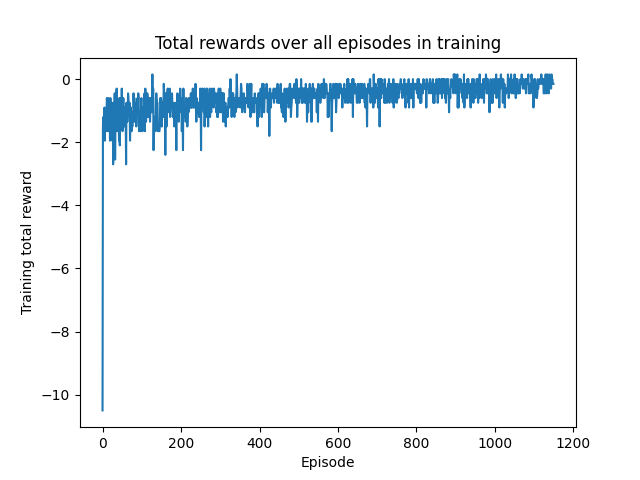 Total rewards over all episodes in training
0
−2
−4
−6
−8
−10
Training total reward
0 200 400 600 800 1000 1200
Episode